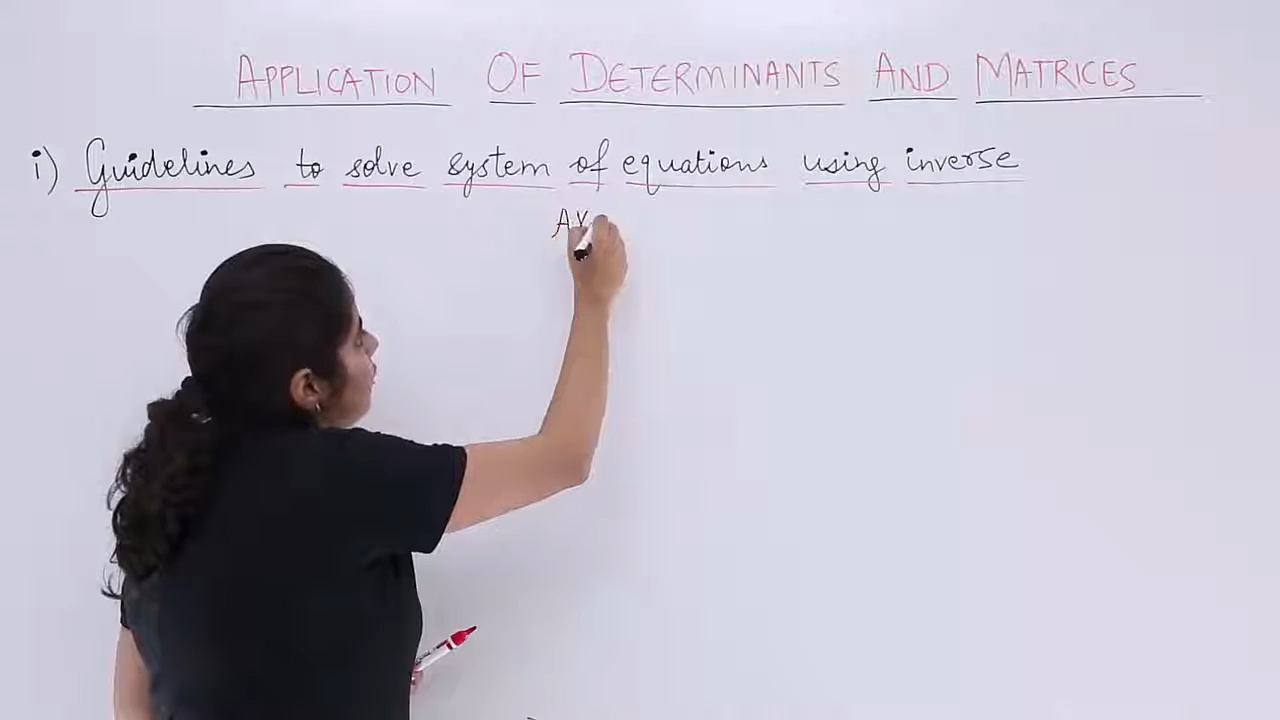 APPLICATION OF DETERMINANTS AND MATRICES
i) Guidelines to solve system of equations using inverse
AX